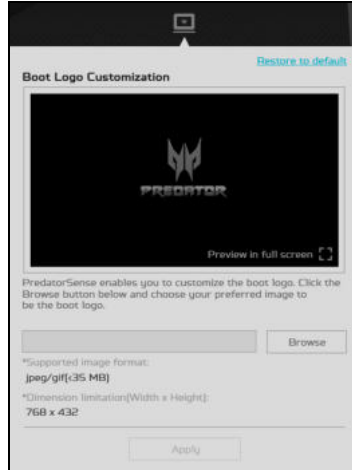 Restore to default
Boot Logo Customization
PREDATOR
Preview in full screen
PredatorSense enables you to customize the boot logo. Click the
Browse button below and choose your preferred image to
be the boot logo.
Browse
*Supported image format:
jpeg/gif(<35 MB)
*Dimension limitation(Width x Height):
768 x 432
Apply